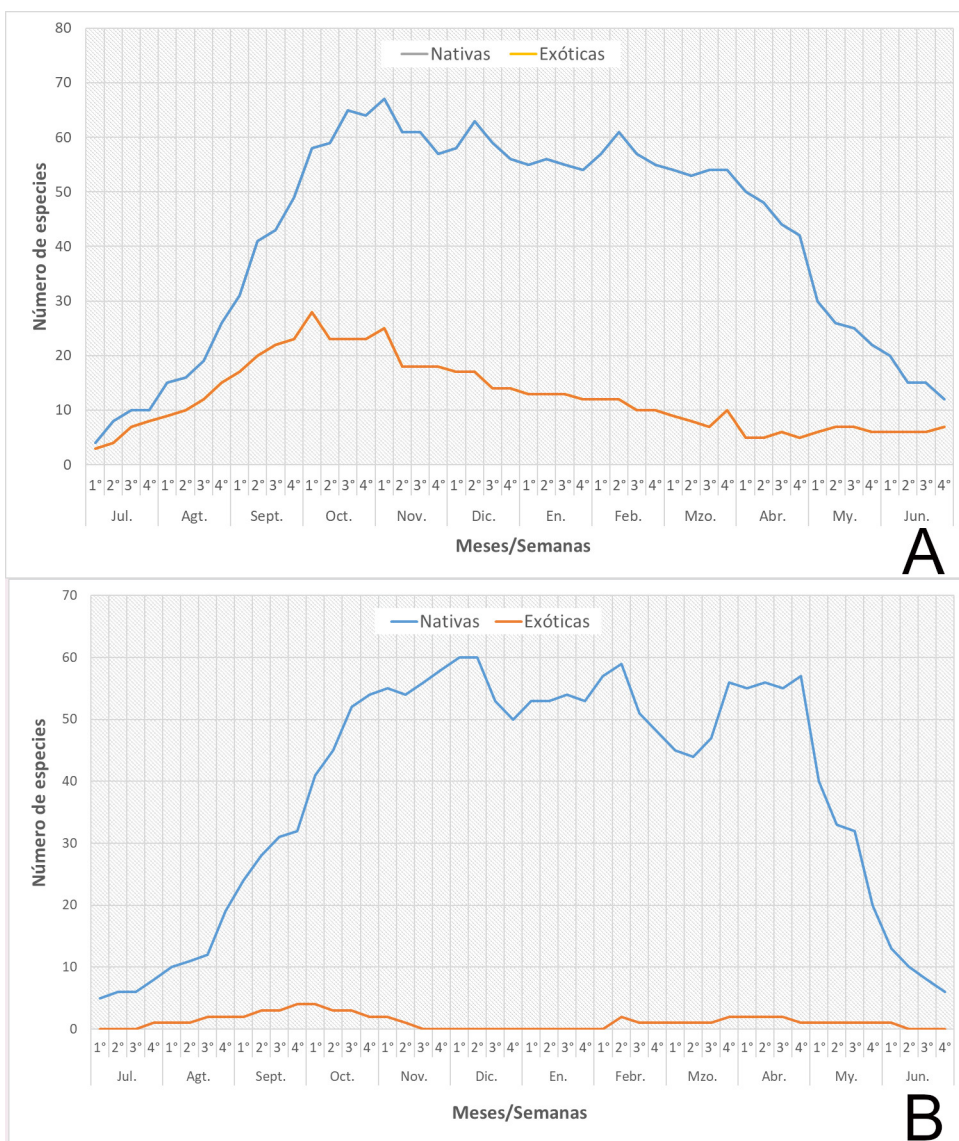 80
70
60
50
40
30
20
10
0
Número de especies
Nativas Exóticas
1° 2° 3° 4° 1° 2° 3° 4° 1° 2° 3° 4° 1° 2° 3° 4° 1° 2° 3° 4° 1° 2° 3° 4° 1° 2° 3° 4° 1° 2° 3° 4° 1° 2° 3° 4° 1° 2° 3° 4° 1° 2° 3° 4° 1° 2° 3° 4°
Jul. Agt. Sept. Oct. Nov. Dic. En. Feb. Mzo. Abr. My. Jun.
Meses/Semanas
A
70
60
50
40
30
20
10
0
Número de especies
Nativas Exóticas
1° 2° 3° 4° 1° 2° 3° 4° 1° 2° 3° 4° 1° 2° 3° 4° 1° 2° 3° 4° 1° 2° 3° 4° 1° 2° 3° 4° 1° 2° 3° 4° 1° 2° 3° 4° 1° 2° 3° 4° 1° 2° 3° 4° 1° 2° 3° 4°
Jul. Agt. Sept. Oct. Nov. Dic. En. Febr. Mzo. Abr. My. Jun.
Meses/Semanas
B